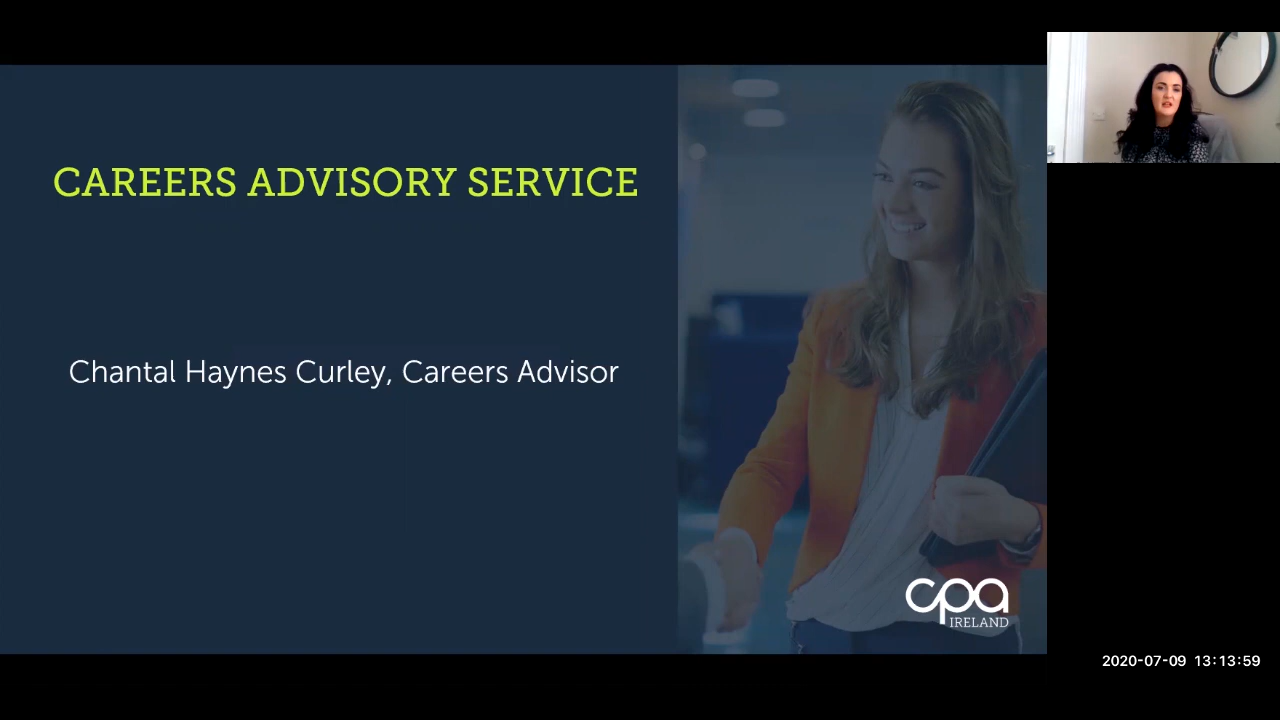 CAREERS ADVISORY SERVICE
Chantal Haynes Curley, Careers Advisor
cpa
IRELAND
2020-07-09 13:13:59